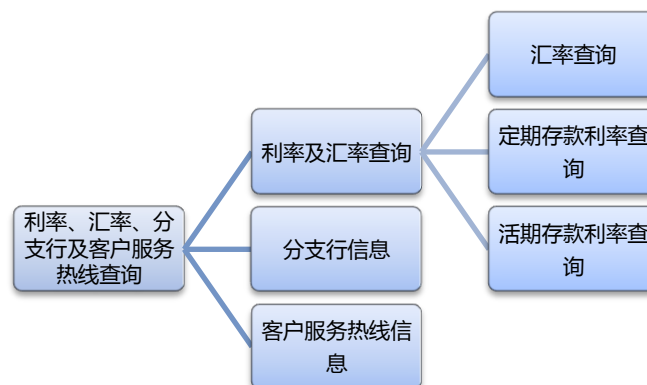 利率、汇率、分
支行及客户服务
热线查询
利率及汇率查询
分支行信息
客户服务热线信
息
汇率查询
定期存款利率查
询
活期存款利率查
询